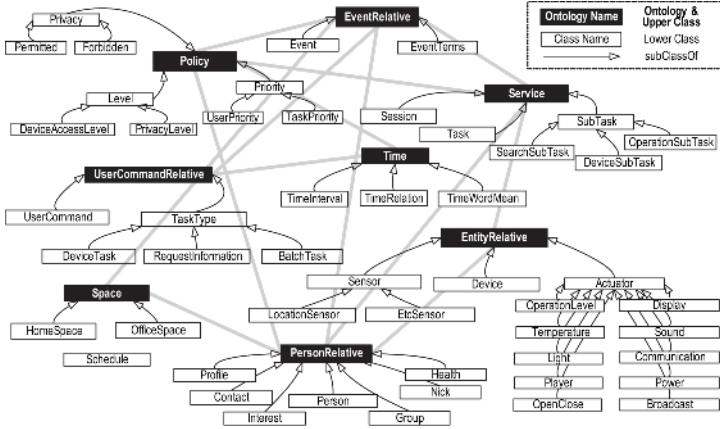 Privacy
Permitted
Forbidden
Policy
Level
DeviceAccessLevel
PrivacyLevel
Priority
UserPriority
TaskPriority
EventRelative
Event
EventTerms
Ontology Name
Ontology &
Upper Class
Class Name
Lower Class
subClassOf
Service
Session
Task
SubTask
SearchSubTask
OperationSubTask
DeviceSubTask
UserCommandRelative
UserCommand
TaskType
DeviceTask
RequestInformation
BatchTask
Time
TimeInterval
TimeRelation
TimeWordMean
EntityRelative
Sensor
LocationSensor
EtcSensor
Device
Actuator
OperationLevel
Display
Temperature
Sound
Light
Communication
Player
Power
OpenClose
Broadcast
Space
HomeSpace
OfficeSpace
Schedule
PersonRelative
Profile
Health
Contact
Nick
Interest
Person
Group